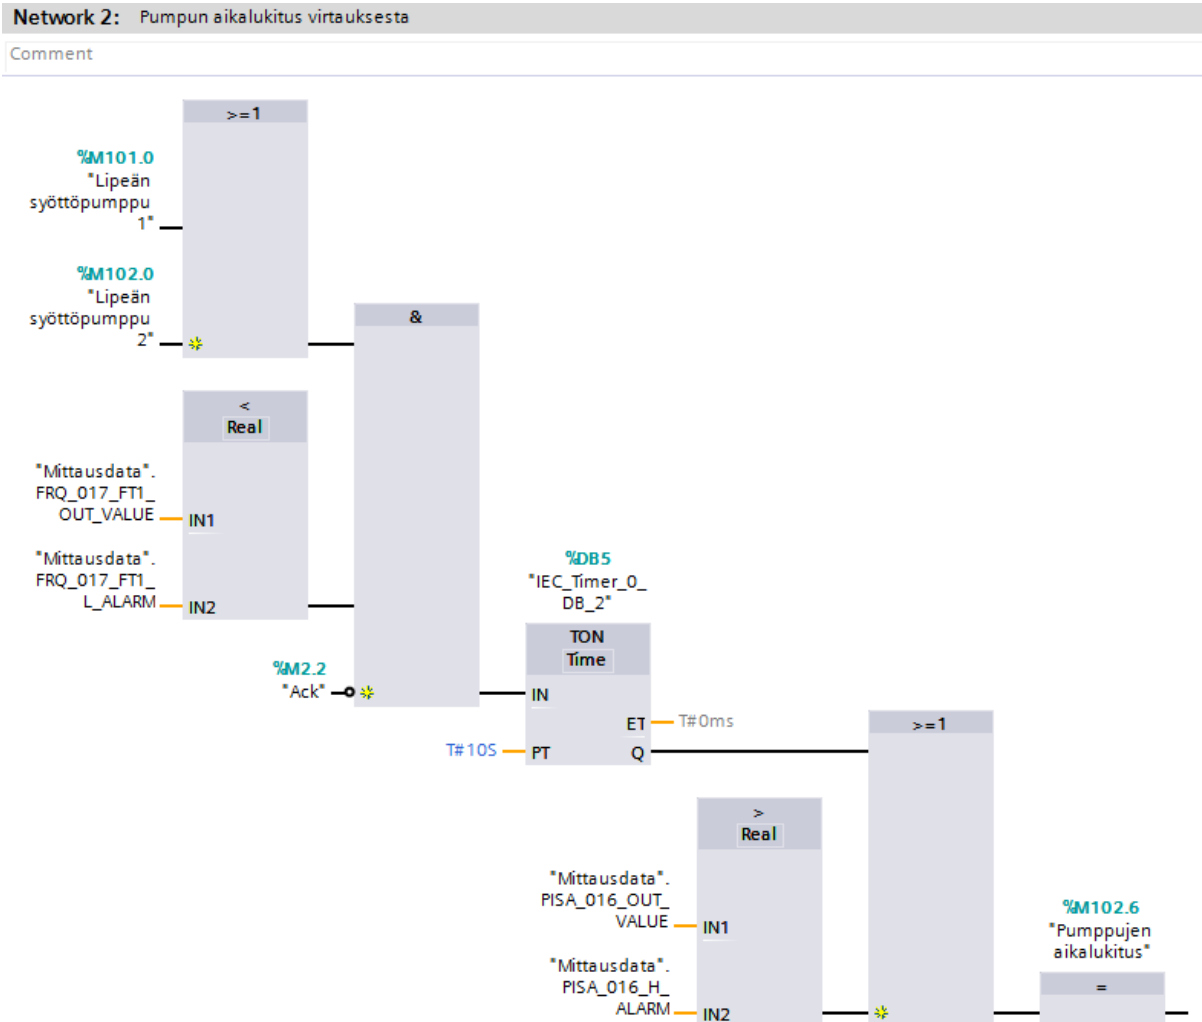 Network 2: Pumpun aikalukitus virtauksesta
Comment
>=1
%M101.0
"Lipeän
syöttöpumppu
1"
%M102.0
"Lipeän
syöttöpumppu
2"
&
<
Real
"Mittausdata".
FRQ_017_FT1_
OUT_VALUE
IN1
"Mittausdata".
FRQ_017_FT1_
L_ALARM
IN2
%M2.2
"Ack"
%DB5
"IEC_Timer_0_
DB_2"
TON
Time
IN
ET
T#0ms
T#10S
PT
Q
>=1
>
Real
"Mittausdata".
PISA_016_OUT_
VALUE
IN1
"Mittausdata".
PISA_016_H_
ALARM
IN2
%M102.6
"Pumppujen
aikalukitus"
=